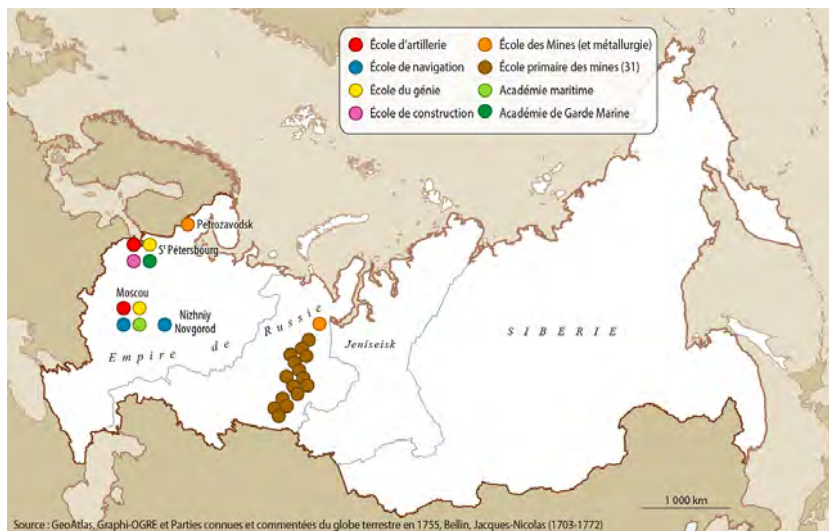 École d'artillerie
École de navigation
École du génie
École de construction
École des Mines (et métallurgie)
École primaire des mines (31)
Académie maritime
Académie de Garde Marine
Petrozavodsk
St Pétersbourg
Moscou
Nizhniy
Novgorod
Empire de Russie
Jeniseisk
SIBERIE
1 000 km
Source : GeoAtlas, Graphi-OGRE et Parties connues et commentées du globe terrestre en 1755, Bellin, Jacques-Nicolas (1703-1772)